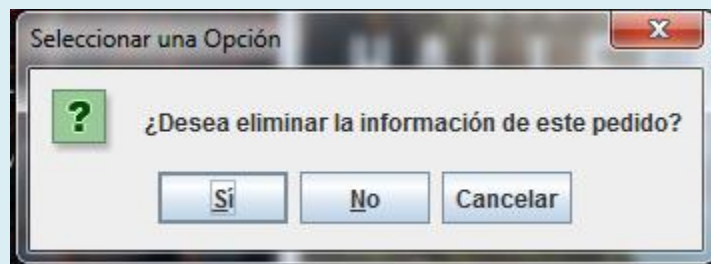 Seleccionar una Opción
¿Desea eliminar la información de este pedido?
Sí No Cancelar